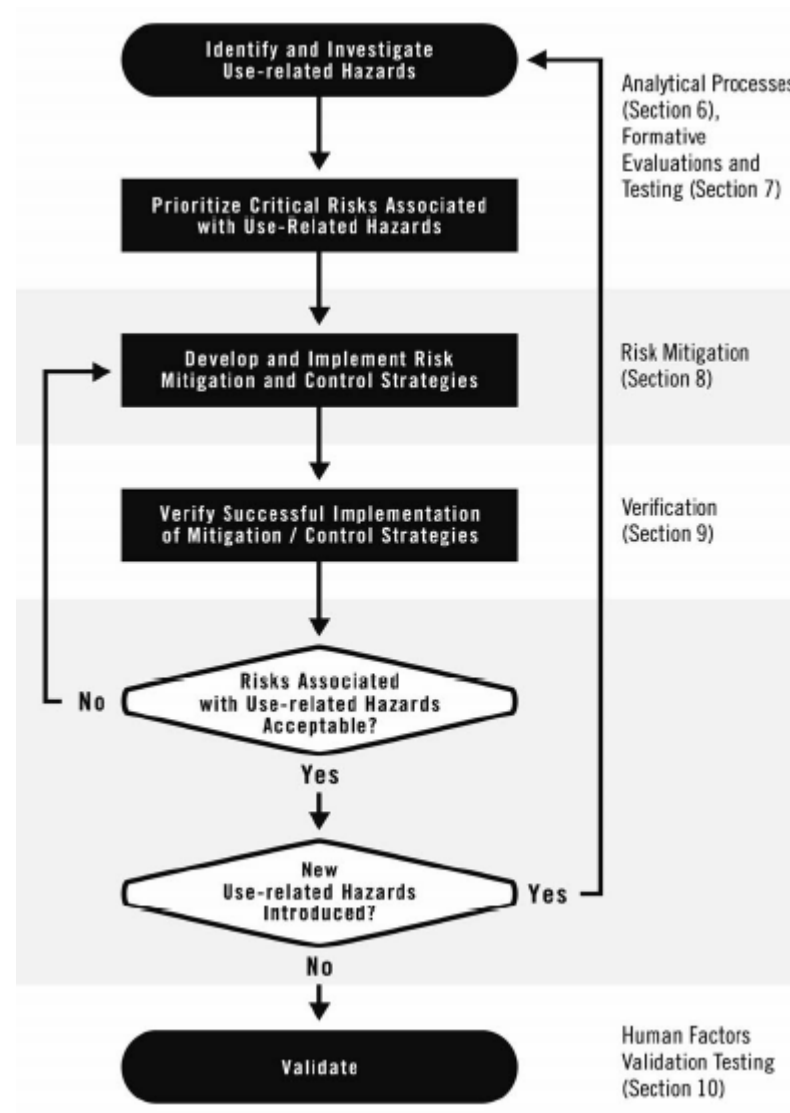 Identify and Investigate
Use-related Hazards
Analytical Processes
(Section 6),
Formative
Evaluations and
Testing (Section 7)
Prioritize Critical Risks Associated
with Use-Related Hazards
Develop and Implement Risk
Mitigation and Control Strategies
Risk Mitigation
(Section 8)
Verify Successful Implementation
of Mitigation / Control Strategies
Verification
(Section 9)
Risks Associated
with Use-related Hazards
Acceptable?
No
Yes
New
Use-related Hazards
Introduced?
Yes
No
Validate
Human Factors
Validation Testing
(Section 10)